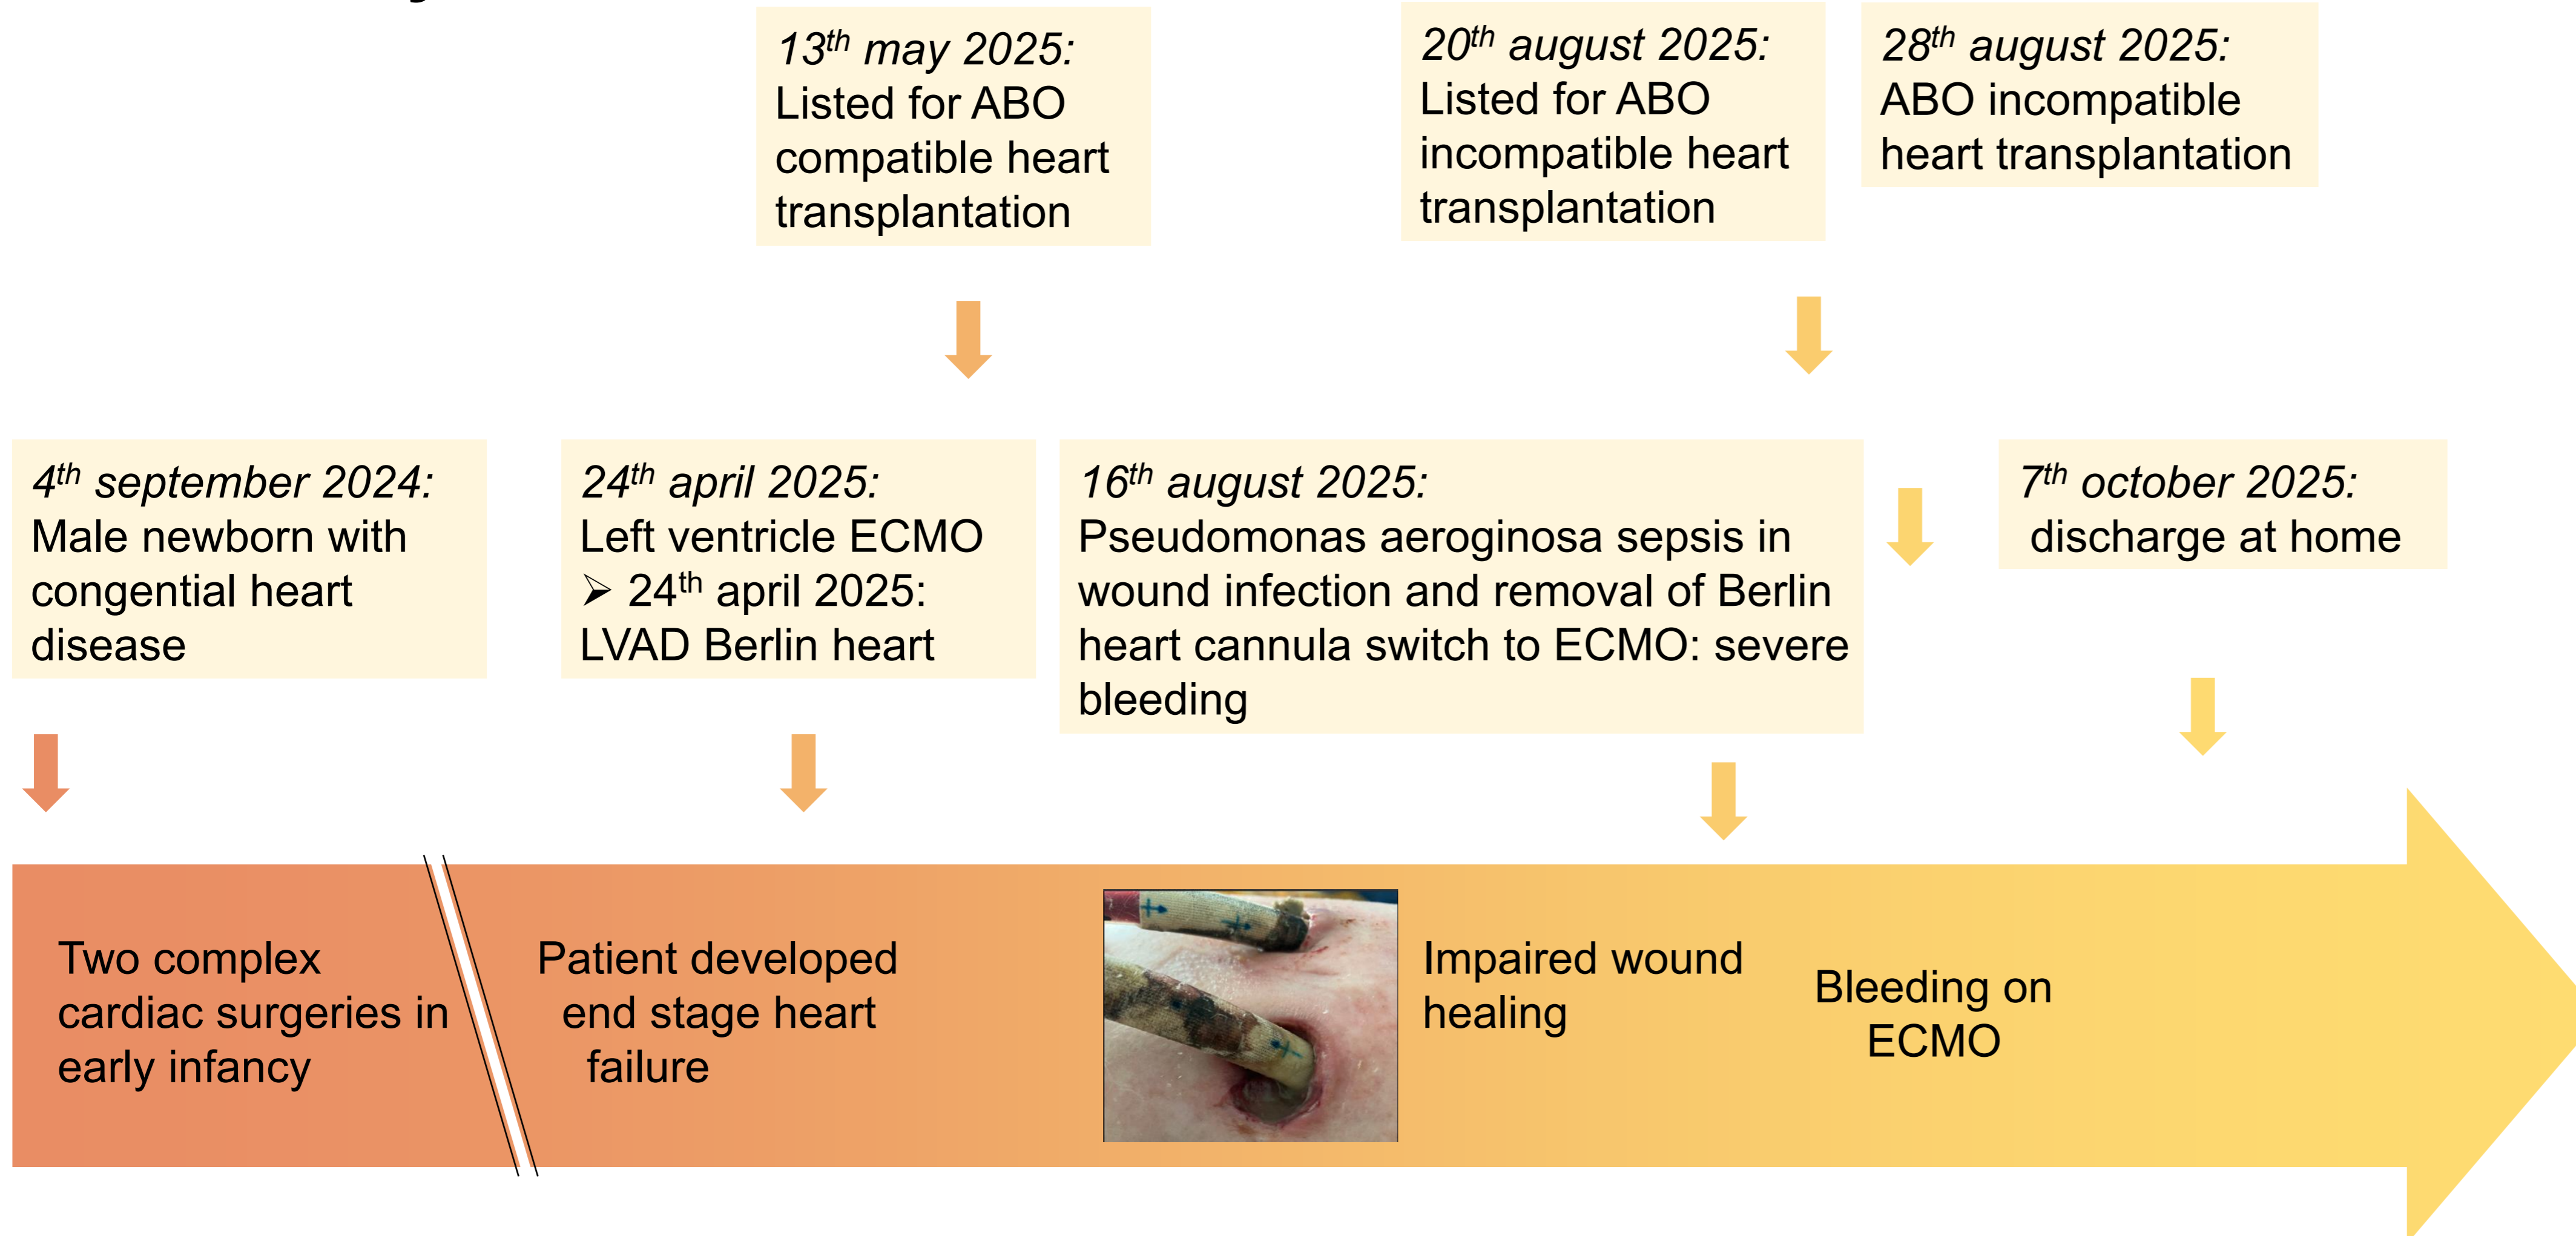 13th may 2025:
Listed for ABO
compatible heart
transplantation
20th august 2025:
Listed for ABO
incompatible heart
transplantation
28th august 2025:
ABO incompatible
heart transplantation
4th september 2024:
Male newborn with
congential heart
disease
24th april 2025:
Left ventricle ECMO
➢ 24th april 2025:
LVAD Berlin heart
16th august 2025:
Pseudomonas aeroginosa sepsis in
wound infection and removal of Berlin
heart cannula switch to ECMO: severe
bleeding
7th october 2025:
discharge at home
Two complex
cardiac surgeries in
early infancy
Patient developed
end stage heart
failure
Impaired wound
healing
Bleeding on
ECMO